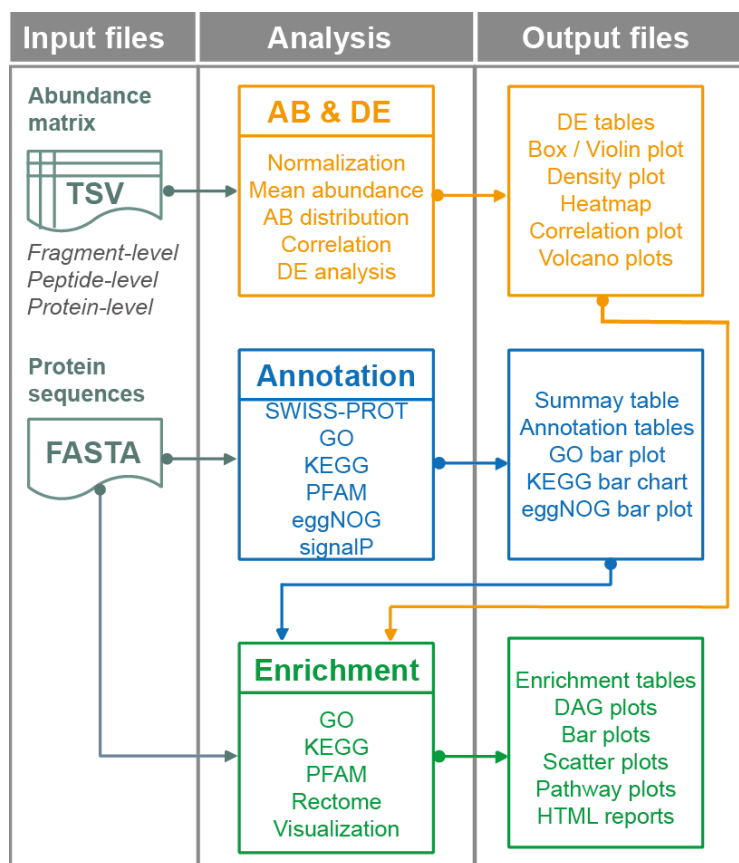 Input files
Analysis
Output files
Abundance
matrix
TSV
Fragment-level
Peptide-level
Protein-level
AB & DE
Normalization
Mean abundance
AB distribution
Correlation
DE analysis
DE tables
Box / Violin plot
Density plot
Heatmap
Correlation plot
Volcano plots
Protein
sequences
FASTA
Annotation
SWISS-PROT
GO
KEGG
PFAM
eggNOG
signalP
Summay table
Annotation tables
GO bar plot
KEGG bar chart
eggNOG bar plot
Enrichment
GO
KEGG
PFAM
Rectome
Visualization
Enrichment tables
DAG plots
Bar plots
Scatter plots
Pathway plots
HTML reports